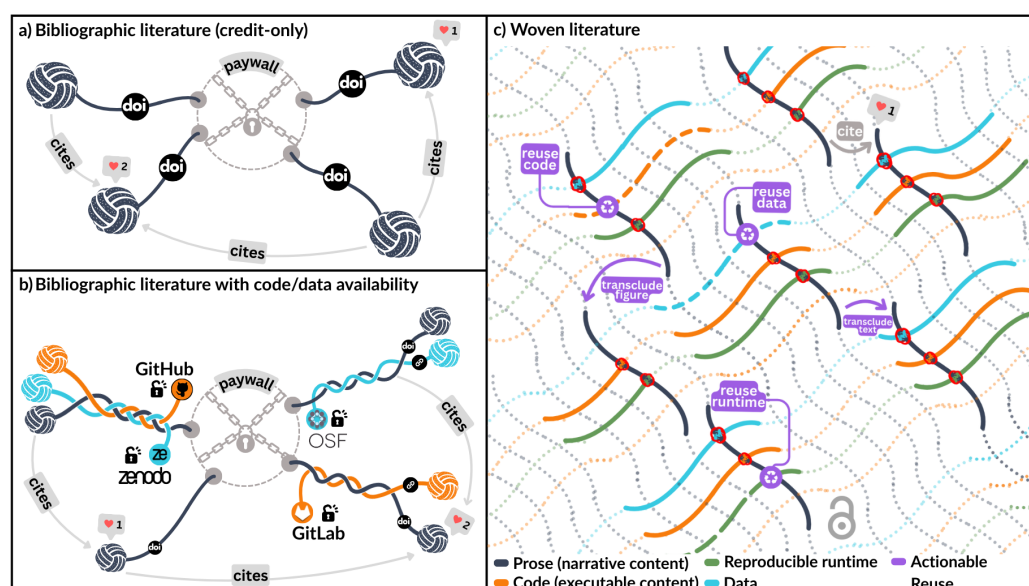 a) Bibliographic literature (credit-only)
1
paywall
doi
doi
cites
2
doi
doi
cites
cites
b) Bibliographic literature with code/data availability
GitHub
paywall
doi
OSF
ze
zenodo
cites
cites
GitLab
1
doi
doi
2
cites
c) Woven literature
cite
1
reuse
code
reuse
data
transclude
figure
transclude
text
reuse
runtime
Prose (narrative content)
Reproducible runtime
Actionable
Code (executable content)
Data
Reuse